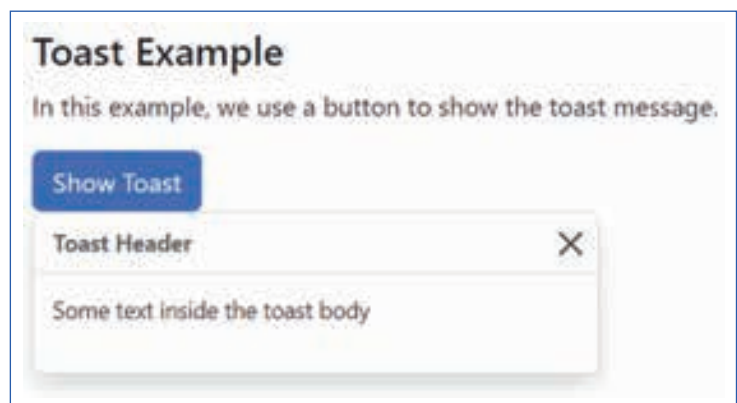 Toast Example
In this example, we use a button to show the toast message.
Show Toast
Toast Header
Some text inside the toast body